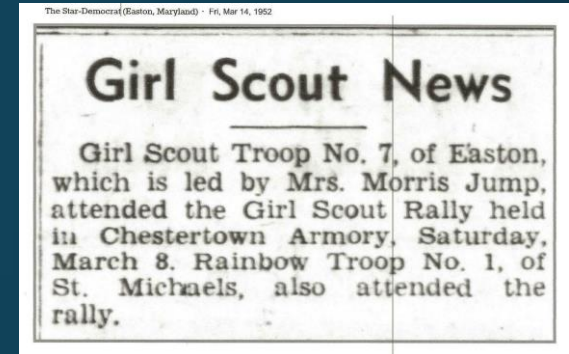 The Star-Democrat (Easton, Maryland) · Fri, Mar 14, 1952
Girl Scout News
Girl Scout Troop No. 7, of Easton,
which is led by Mrs. Morris Jump,
attended the Girl Scout Rally held
in Chestertown Armory, Saturday,
March 8. Rainbow Troop No. 1, of
St. Michaels, also attended the
rally.